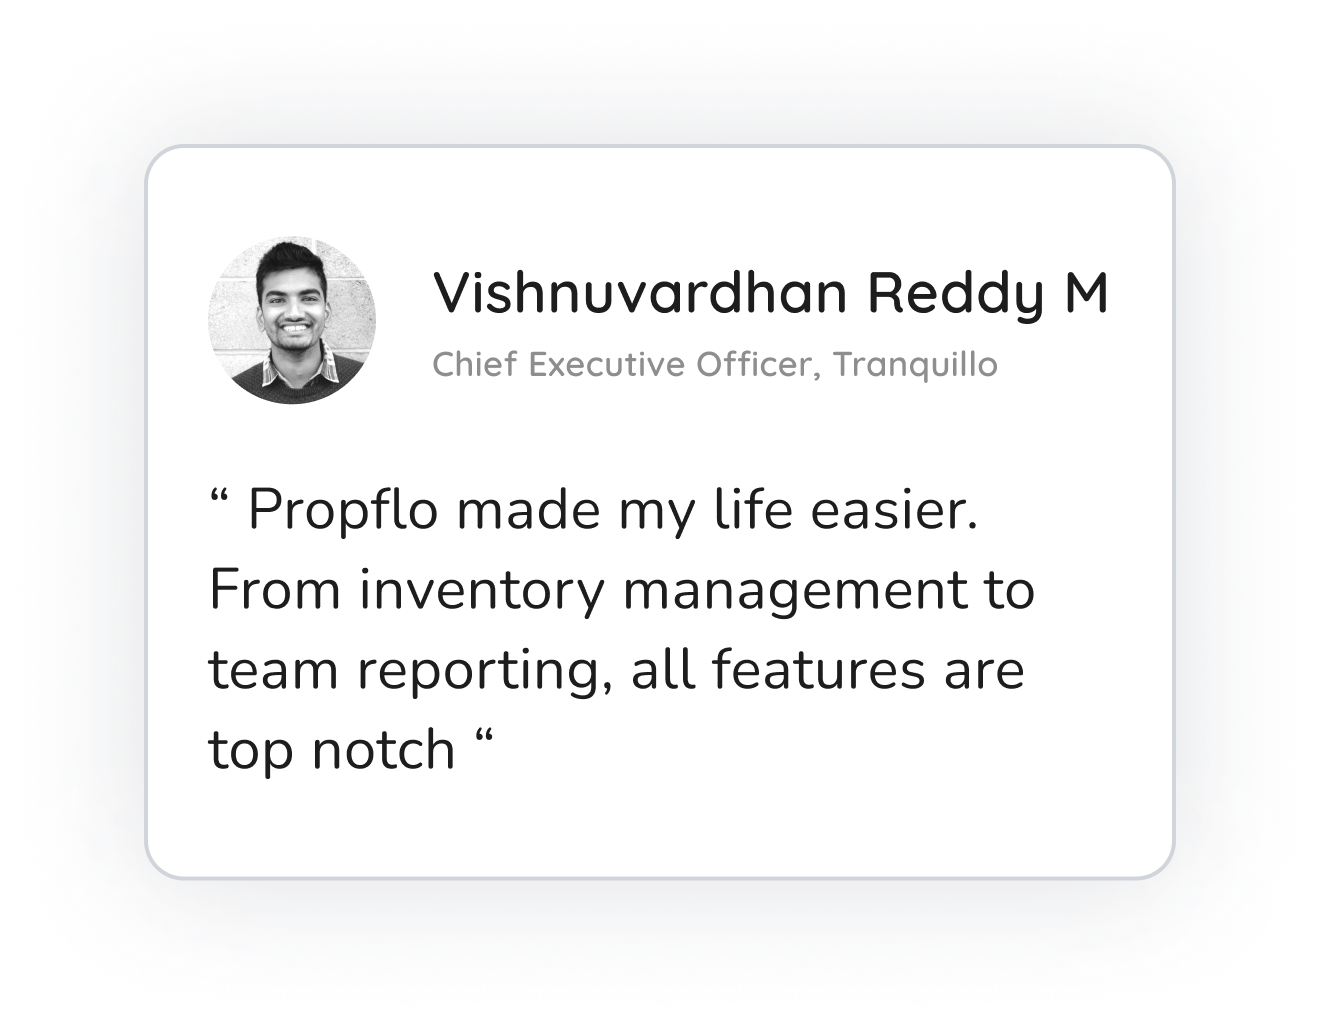 Vishnuvardhan Reddy M
Chief Executive Officer, Tranquillo
“ Propflo made my life easier.
From inventory management to
team reporting, all features are
top notch “